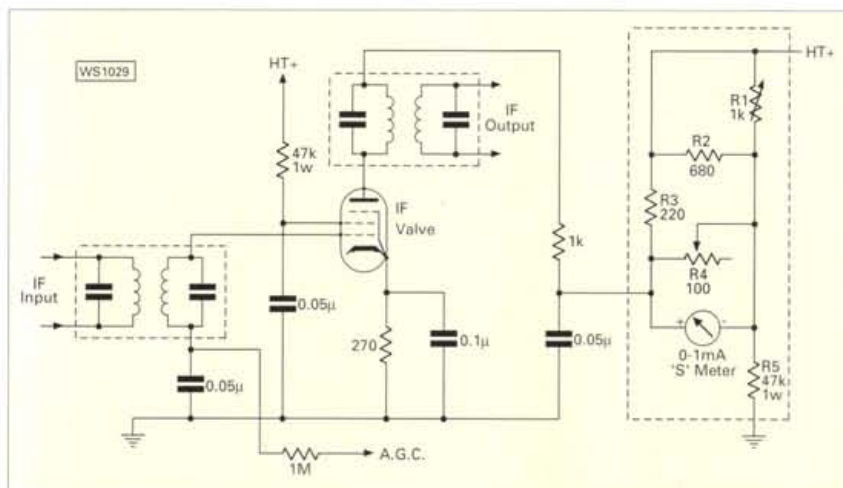 WS1029
HT+
47k
1w
IF
Output
IF
Valve
IF
Input
0.05µ
0.05µ
270
0.1µ
1k
0.05µ
1M
A.G.C.
HT+
R1
1k
R2
680
R3
220
R4
100
+
-
0-1mA
'S' Meter
R5
47k
1w